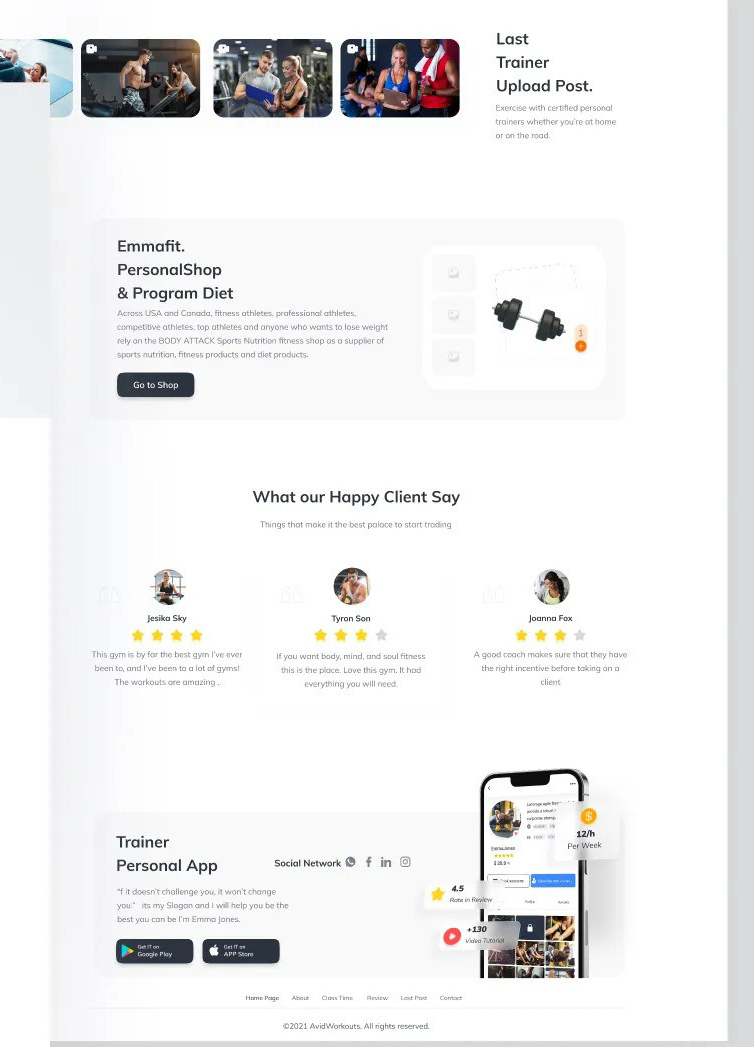 Last
Trainer
Upload Post.
Exercise with certified personal
trainers whether you're at home
or on the road.
Emmafit.
PersonalShop
& Program Diet
Across USA and Canada, fitness athletes, professional athletes,
competitive athletes, top athletes and anyone who wants to lose weight
rely on the BODY ATTACK Sports Nutrition fitness shop as a supplier of
sports nutrition, fitness products and diet products.
Go to Shop
1
What our Happy Client Say
Things that make it the best palace to start trading
Jesika Sky
This gym is by far the best gym I've ever
been to, and I've been to a lot of gyms!
The workouts are amazing .
Tyron Son
If you want body, mind, and soul fitness
this is the place. Love this gym. It had
everything you will need.
Joanna Fox
A good coach makes sure that they have
the right incentive before taking on a
client
Trainer
Personal App
Social Network
"f it doesn't challenge you, it won't change
you." its my Slogan and I will help you be the
best you can be I'm Emma Jones.
Get IT on
Google Play
Get IT on
APP Store
EmmaJones
$
12/h
Per Week
4.5
Rate in Review
+130
Video Tutorial
Home Page About Class Time Review Last Post Contact
©2021 AvidWorkouts. All rights reserved.